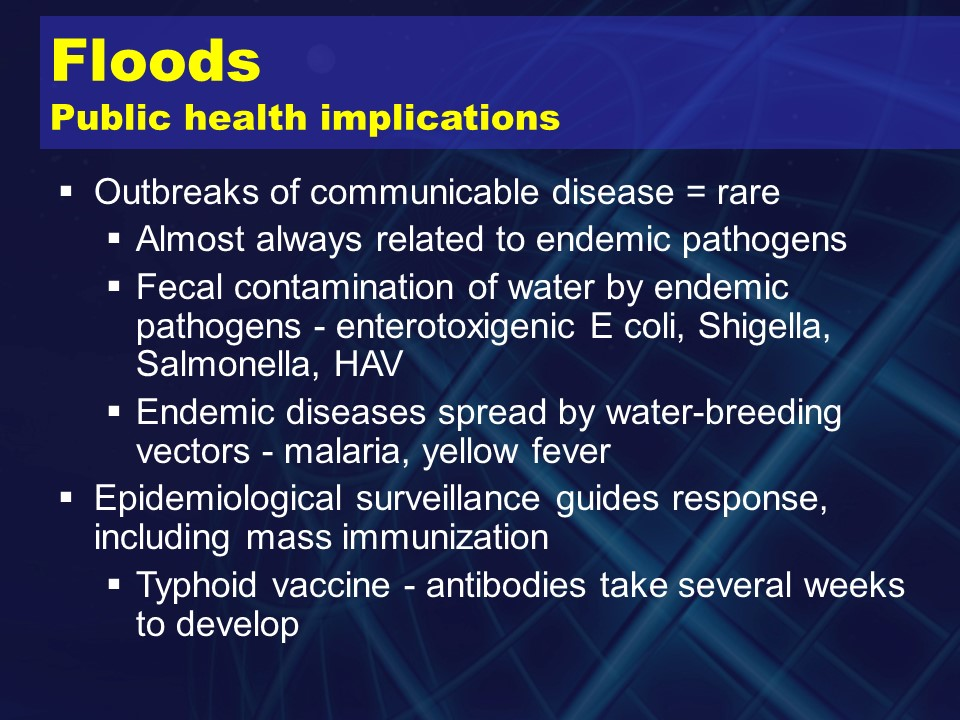 Floods
Public health implications
▪ Outbreaks of communicable disease = rare
▪ Almost always related to endemic pathogens
▪ Fecal contamination of water by endemic
pathogens - enterotoxigenic E coli, Shigella,
Salmonella, HAV
▪ Endemic diseases spread by water-breeding
vectors - malaria, yellow fever
▪ Epidemiological surveillance guides response,
including mass immunization
▪ Typhoid vaccine - antibodies take several weeks
to develop